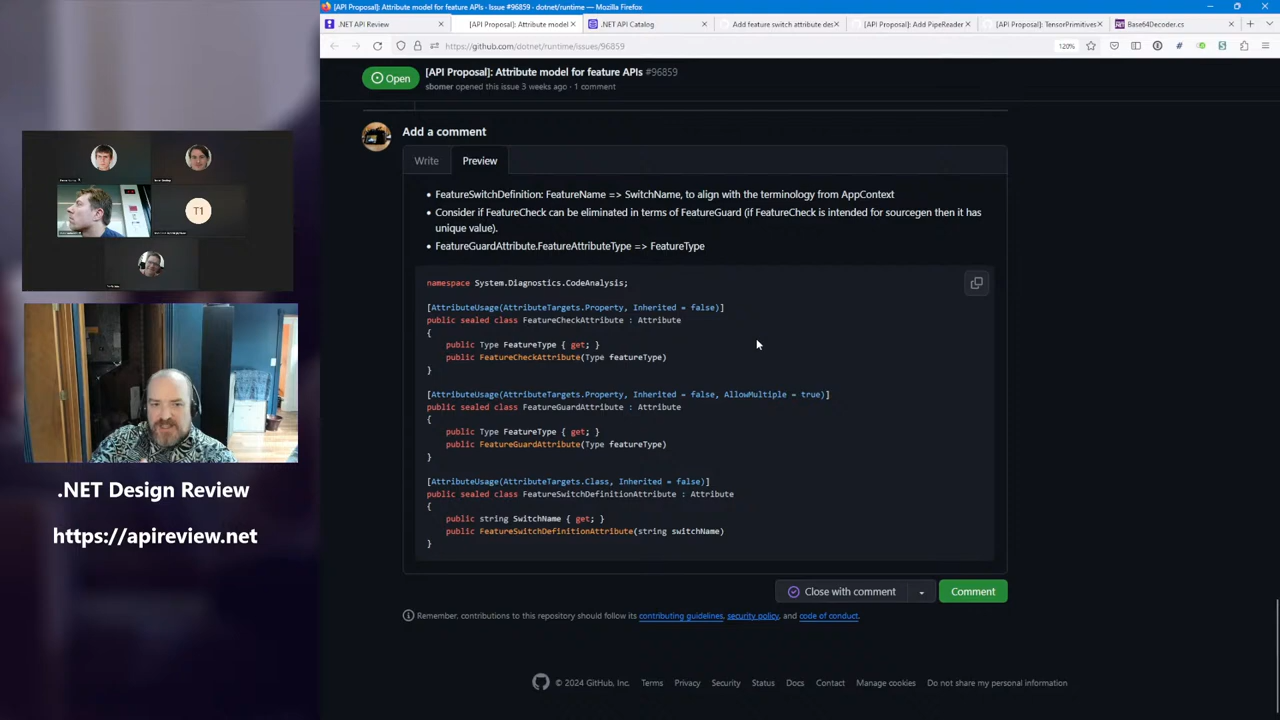 [API Proposal]: Attribute model for feature APIs · Issue #96859 · dotnet/runtime — Mozilla Firefox
.NET API Review
[API Proposal]: Attribute model
.NET API Catalog
Add feature switch attribute des
[API Proposal]: Add PipeReader
[API Proposal]: TensorPrimitives
Base64Decoder.cs
https://github.com/dotnet/runtime/issues/96859
120%
Open
[API Proposal]: Attribute model for feature APIs #96859
sbomer opened this issue 3 weeks ago · 1 comment
Add a comment
Write
Preview
• FeatureSwitchDefinition: FeatureName => SwitchName, to align with the terminology from AppContext
• Consider if FeatureCheck can be eliminated in terms of FeatureGuard (if FeatureCheck is intended for sourcegen then it has
unique value).
• FeatureGuardAttribute.FeatureAttributeType => FeatureType
namespace System.Diagnostics.CodeAnalysis;
[AttributeUsage(AttributeTargets.Property, Inherited = false)]
public sealed class FeatureCheckAttribute : Attribute
{
public Type FeatureType { get; }
public FeatureCheckAttribute(Type featureType)
}
[AttributeUsage(AttributeTargets.Property, Inherited = false, AllowMultiple = true)]
public sealed class FeatureGuardAttribute : Attribute
{
public Type FeatureType { get; }
public FeatureGuardAttribute(Type featureType)
}
[AttributeUsage(AttributeTargets.Class, Inherited = false)]
public sealed class FeatureSwitchDefinitionAttribute : Attribute
{
public string SwitchName { get; }
public FeatureSwitchDefinitionAttribute(string switchName)
}
Close with comment
Comment
Remember, contributions to this repository should follow its contributing guidelines, security policy, and code of conduct.
© 2024 GitHub, Inc.
Terms
Privacy
Security
Status
Docs
Contact
Manage cookies
Do not share my personal information
T1
.NET Design Review
https://apireview.net